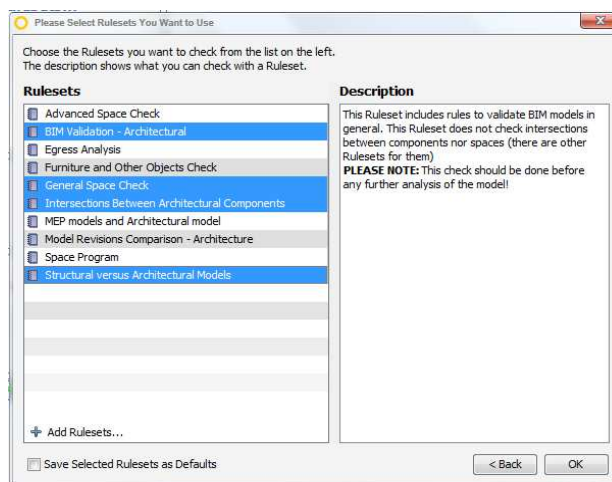 Please Select Rulesets You Want to Use
Choose the Rulesets you want to check from the list on the left.
The description shows what you can check with a Ruleset.
Rulesets
Advanced Space Check
BIM Validation - Architectural
Egress Analysis
Furniture and Other Objects Check
General Space Check
Intersections Between Architectural Components
MEP models and Architectural model
Model Revisions Comparison - Architecture
Space Program
Structural versus Architectural Models
Add Rulesets...
Description
This Ruleset includes rules to validate BIM models in
general. This Ruleset does not check intersections
between components nor spaces (there are other
Rulesets for them)
PLEASE NOTE: This check should be done before
any further analysis of the model!
Save Selected Rulesets as Defaults
< Back
OK